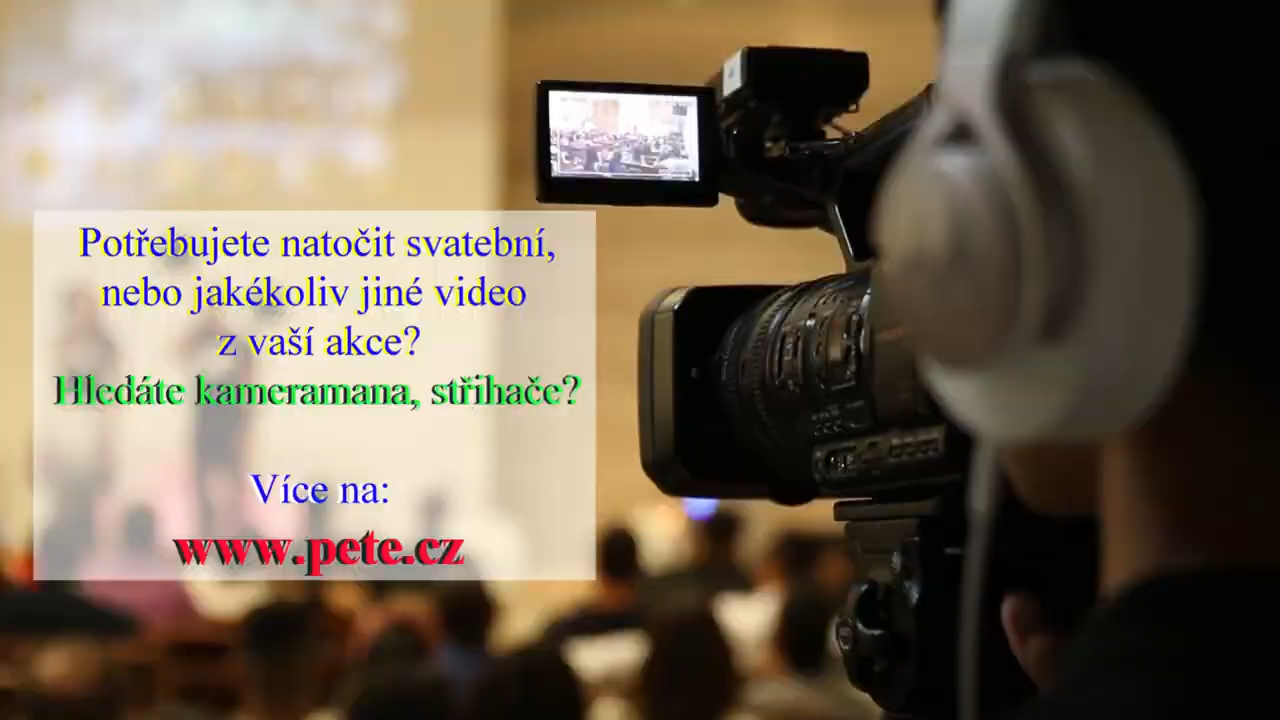 Potřebujete natočit svatební,
nebo jakékoliv jiné video
z vaší akce?
Hledáte kameramana, střihače?
Více na:
www.pete.cz